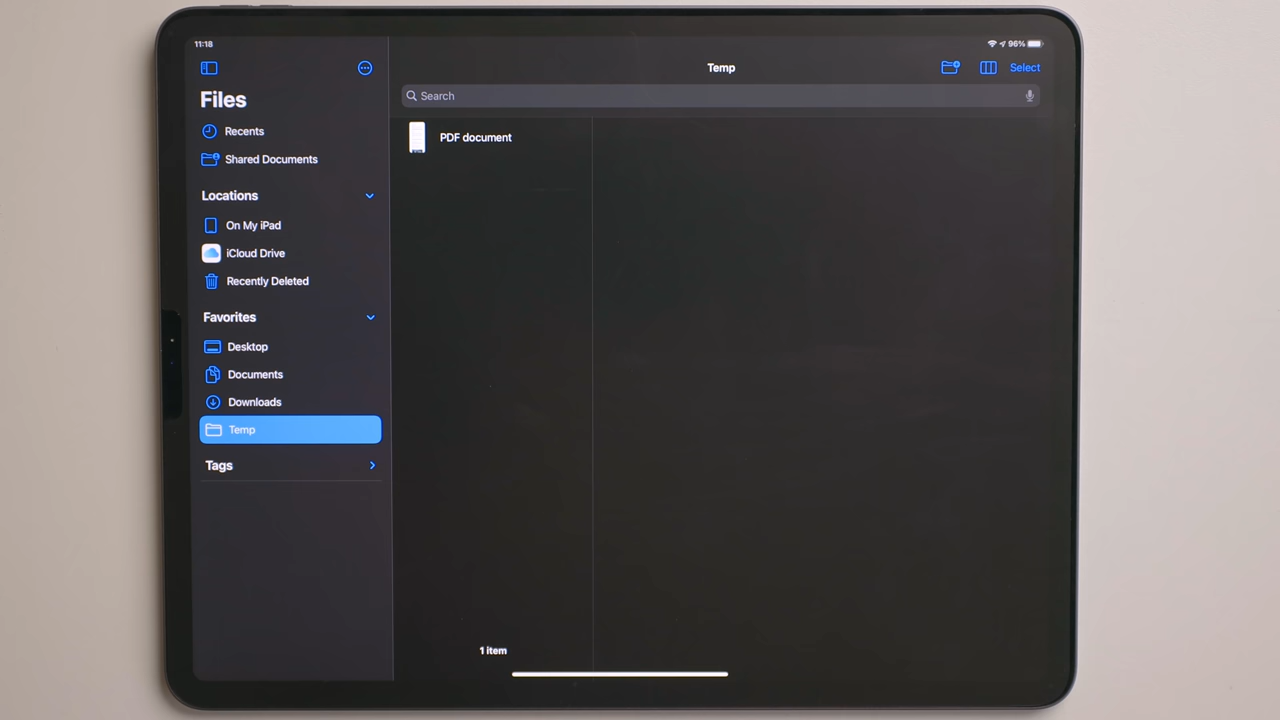 11:18
96%
Temp
Select
Files
Search
Recents
PDF document
Shared Documents
Locations
On My iPad
iCloud Drive
Recently Deleted
Favorites
Desktop
Documents
Downloads
Temp
Tags
1 item